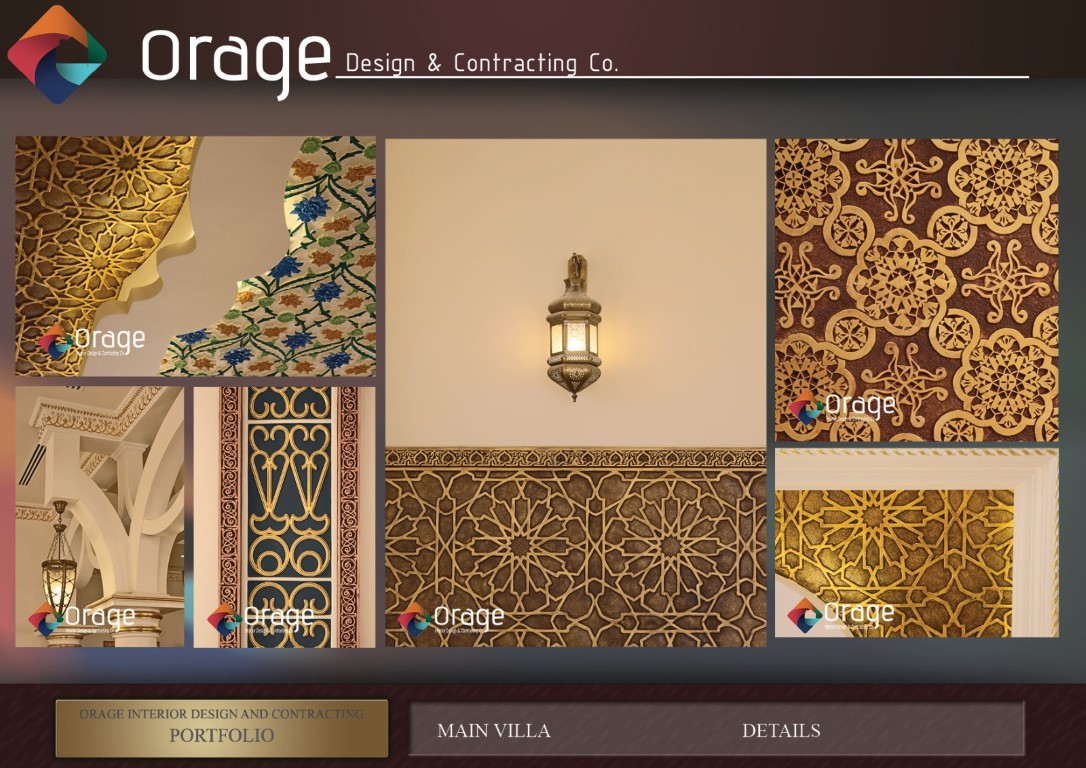 Orage
Design & Contracting Co.
Orage
Orage
Orage
Orage
Orage
Orage
ORAGE INTERIOR DESIGN AND CONTRACTING
PORTFOLIO
MAIN VILLA
DETAILS